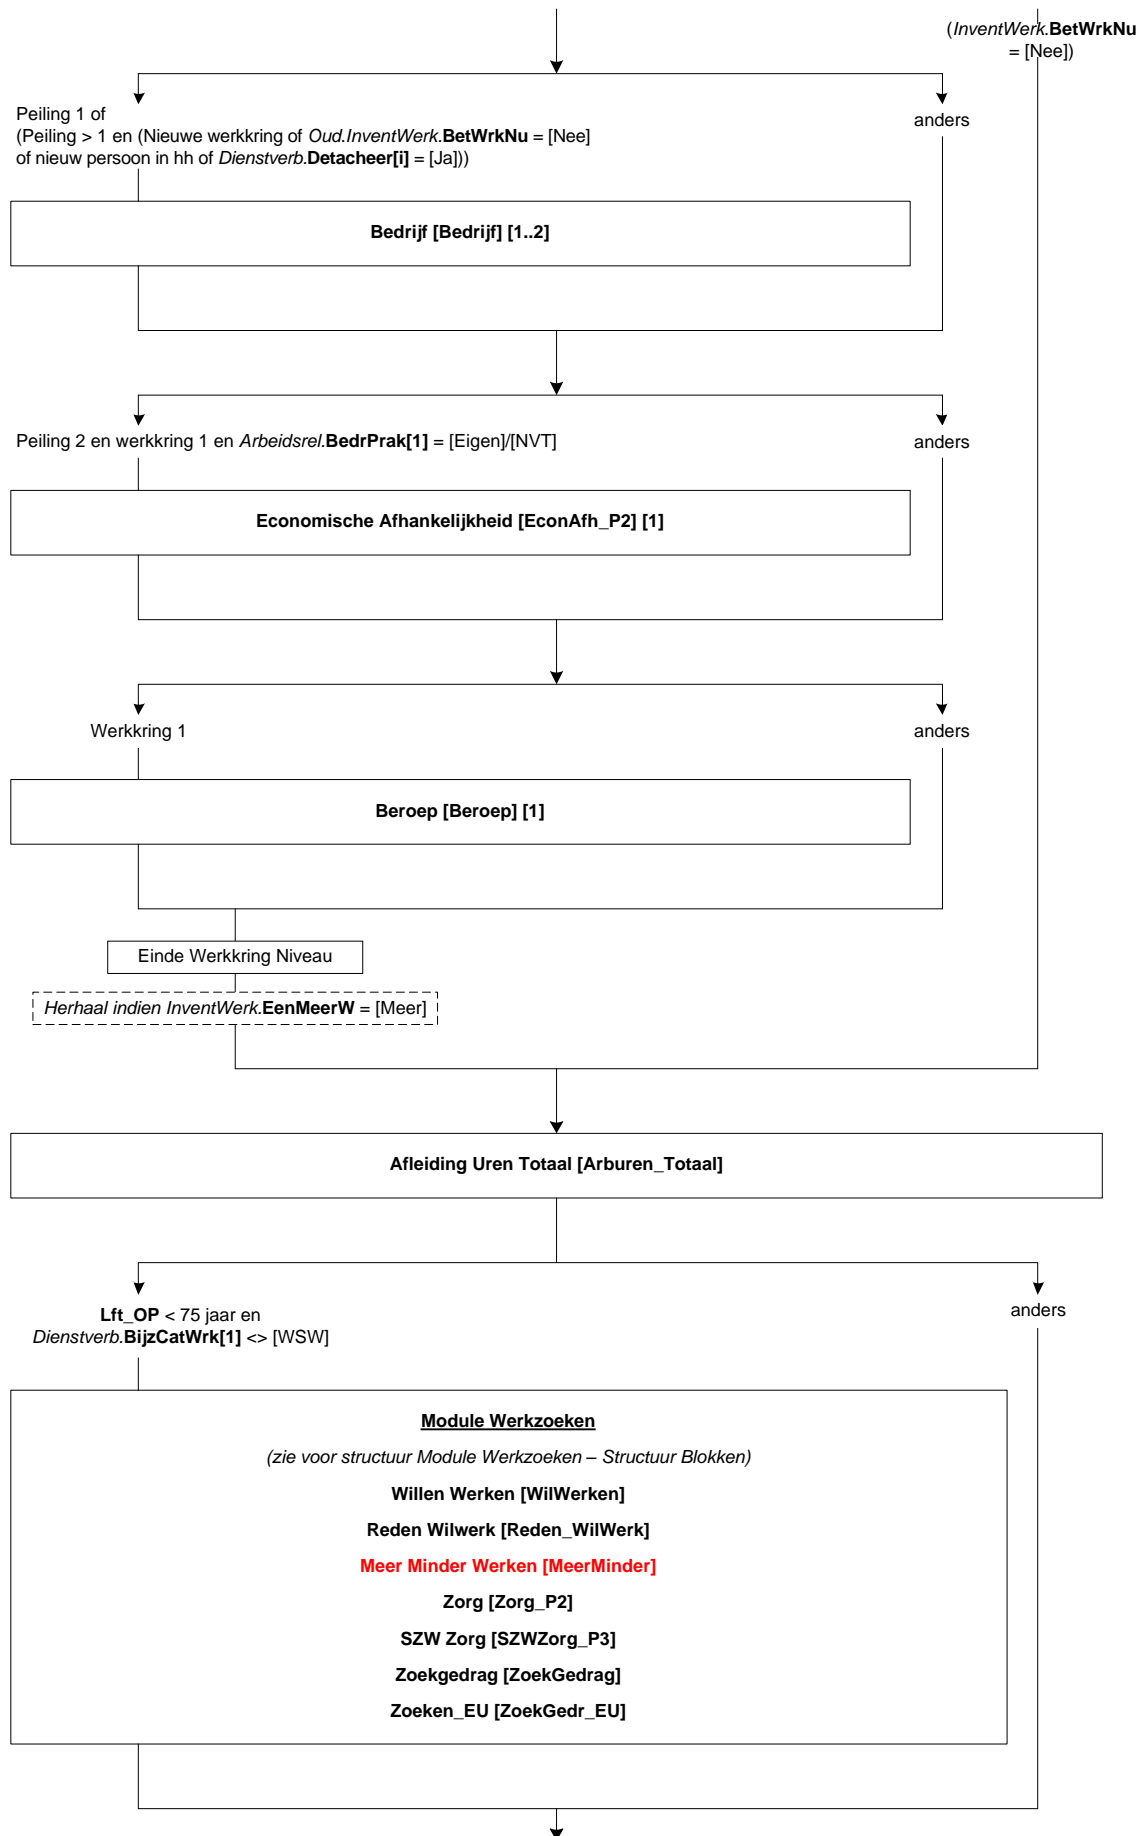 (InventWerk.BetWrkNu
= [Nee])
Peiling 1 of
(Peiling > 1 en (Nieuwe werkkring of Oud.InventWerk.BetWrkNu = [Nee]
of nieuw persoon in hh of Dienstverb.Detacheer[i] = [Ja]))
anders
Bedrijf [Bedrijf] [1..2]
Peiling 2 en werkkring 1 en Arbeidsrel.BedrPrak[1] = [Eigen]/[NVT]
anders
Economische Afhankelijkheid [EconAfh_P2] [1]
Werkkring 1
anders
Beroep [Beroep] [1]
Einde Werkkring Niveau
Herhaal indien InventWerk.EenMeerW = [Meer]
Afleiding Uren Totaal [Arburen_Totaal]
Lft_OP < 75 jaar en
Dienstverb.BijzCatWrk[1] <> [WSW]
anders
Module Werkzoeken
(zie voor structuur Module Werkzoeken – Structuur Blokken)
Willen Werken [WilWerken]
Reden Wilwerk [Reden_WilWerk]
Meer Minder Werken [MeerMinder]
Zorg [Zorg_P2]
SZW Zorg [SZWZorg_P3]
Zoekgedrag [ZoekGedrag]
Zoeken_EU [ZoekGedr_EU]